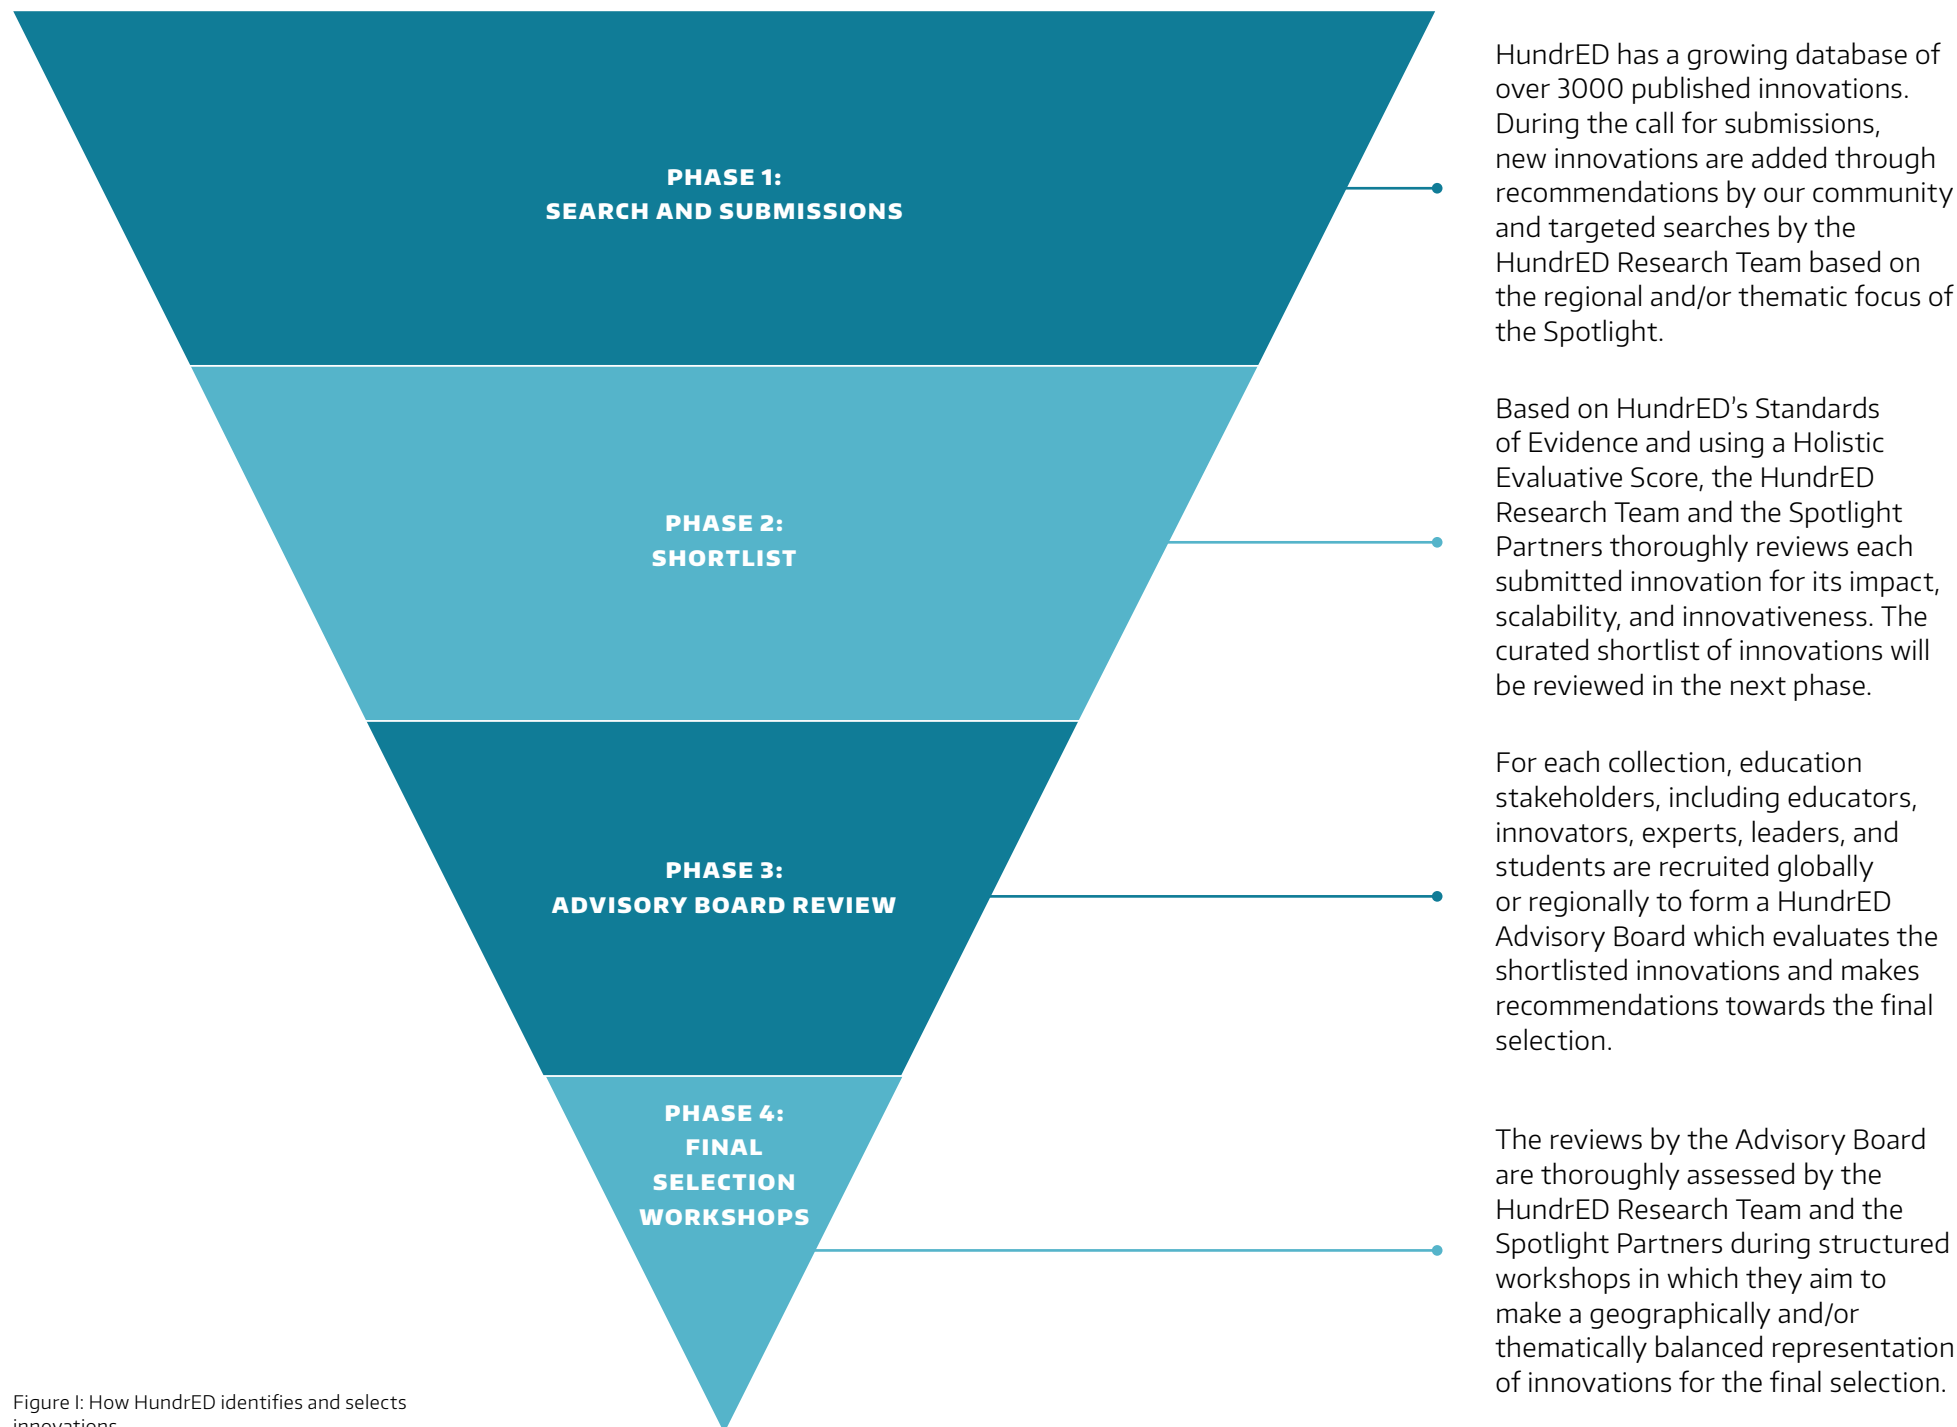 PHASE 1:
SEARCH AND SUBMISSIONS
HundrED has a growing database of
over 3000 published innovations.
During the call for submissions,
new innovations are added through
recommendations by our community
and targeted searches by the
HundrED Research Team based on
the regional and/or thematic focus of
the Spotlight.
PHASE 2:
SHORTLIST
Based on HundrED’s Standards
of Evidence and using a Holistic
Evaluative Score, the HundrED
Research Team and the Spotlight
Partners thoroughly reviews each
submitted innovation for its impact,
scalability, and innovativeness. The
curated shortlist of innovations will
be reviewed in the next phase.
PHASE 3:
ADVISORY BOARD REVIEW
For each collection, education
stakeholders, including educators,
innovators, experts, leaders, and
students are recruited globally
or regionally to form a HundrED
Advisory Board which evaluates the
shortlisted innovations and makes
recommendations towards the final
selection.
PHASE 4:
FINAL
SELECTION
WORKSHOPS
The reviews by the Advisory Board
are thoroughly assessed by the
HundrED Research Team and the
Spotlight Partners during structured
workshops in which they aim to
make a geographically and/or
thematically balanced representation
of innovations for the final selection.
Figure I: How HundrED identifies and selects
innovations